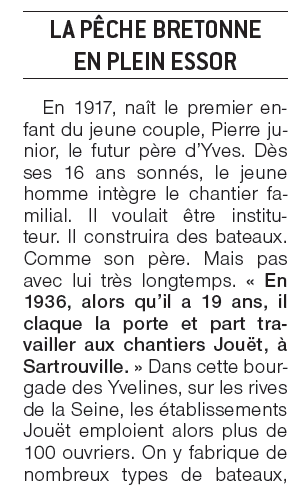 LA PÊCHE BRETONNE
EN PLEIN ESSOR
En 1917, naît le premier en-
fant du jeune couple, Pierre ju-
nior, le futur père d’Yves. Dès
ses 16 ans sonnés, le jeune
homme intègre le chantier fa-
milial. Il voulait être institu-
teur. Il construira des bateaux.
Comme son père. Mais pas
avec lui très longtemps. « En
1936, alors qu’il a 19 ans, il
claque la porte et part tra-
vailler aux chantiers Jouët, à
Sartrouville. » Dans cette bour-
gade des Yvelines, sur les rives
de la Seine, les établissements
Jouët emploient alors plus de
100 ouvriers. On y fabrique de
nombreux types de bateaux,